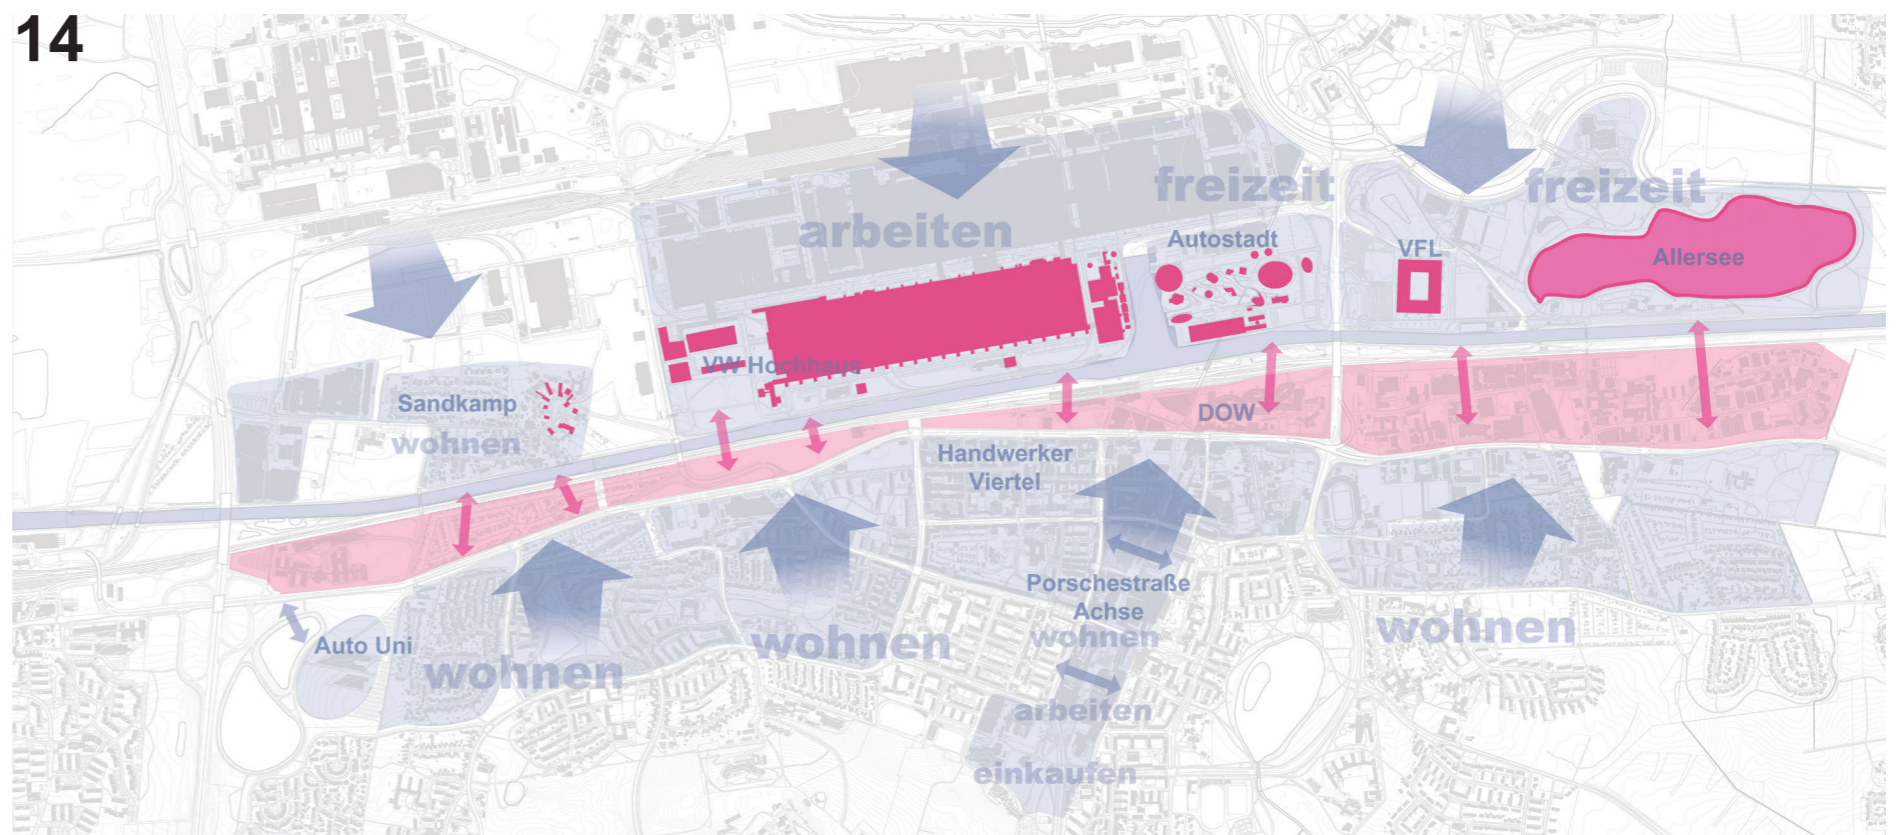 14
freizeit
freizeit
arbeiten
Autostadt
VFL
Allersee
VW Hochhaus
Sandkamp
wohnen
DOW
Handwerker
Viertel
Porschestraße
Achse
wohnen
wohnen
Auto Uni
wohnen
wohnen
arbeiten
einkaufen